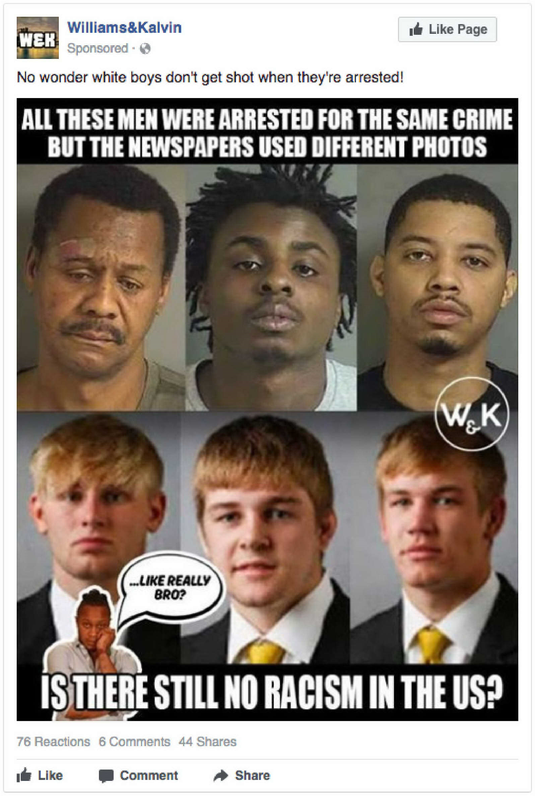 W&K
Williams&Kalvin
Sponsored ·
Like Page
No wonder white boys don't get shot when they're arrested!
ALL THESE MEN WERE ARRESTED FOR THE SAME CRIME
BUT THE NEWSPAPERS USED DIFFERENT PHOTOS
W&K
...LIKE REALLY
BRO?
IS THERE STILL NO RACISM IN THE US?
76 Reactions 6 Comments 44 Shares
Like Comment Share